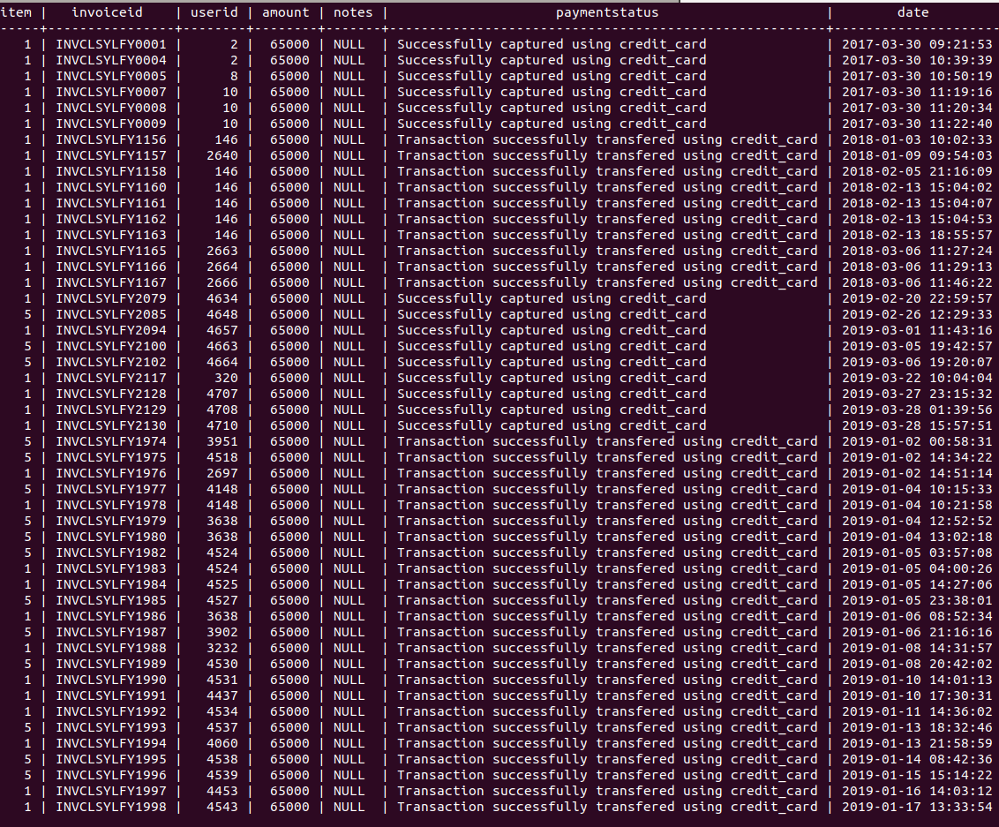 item | invoiceid | userid | amount | notes | paymentstatus | date
-----+----------------+--------+--------+-------+-------------------------------------------------------+---------------------
1 | INVCLSYLFY0001 | 2 | 65000 | NULL | Successfully captured using credit_card | 2017-03-30 09:21:53
1 | INVCLSYLFY0004 | 2 | 65000 | NULL | Successfully captured using credit_card | 2017-03-30 10:39:39
1 | INVCLSYLFY0005 | 8 | 65000 | NULL | Successfully captured using credit_card | 2017-03-30 10:50:19
1 | INVCLSYLFY0007 | 10 | 65000 | NULL | Successfully captured using credit_card | 2017-03-30 11:19:16
1 | INVCLSYLFY0008 | 10 | 65000 | NULL | Successfully captured using credit_card | 2017-03-30 11:20:34
1 | INVCLSYLFY0009 | 10 | 65000 | NULL | Successfully captured using credit_card | 2017-03-30 11:22:40
1 | INVCLSYLFY1156 | 146 | 65000 | NULL | Transaction successfully transfered using credit_card | 2018-01-03 10:02:33
1 | INVCLSYLFY1157 | 2640 | 65000 | NULL | Transaction successfully transfered using credit_card | 2018-01-09 09:54:03
1 | INVCLSYLFY1158 | 146 | 65000 | NULL | Transaction successfully transfered using credit_card | 2018-02-05 21:16:09
1 | INVCLSYLFY1160 | 146 | 65000 | NULL | Transaction successfully transfered using credit_card | 2018-02-13 15:04:02
1 | INVCLSYLFY1161 | 146 | 65000 | NULL | Transaction successfully transfered using credit_card | 2018-02-13 15:04:07
1 | INVCLSYLFY1162 | 146 | 65000 | NULL | Transaction successfully transfered using credit_card | 2018-02-13 15:04:53
1 | INVCLSYLFY1163 | 146 | 65000 | NULL | Transaction successfully transfered using credit_card | 2018-02-13 18:55:57
1 | INVCLSYLFY1165 | 2663 | 65000 | NULL | Transaction successfully transfered using credit_card | 2018-03-06 11:27:24
1 | INVCLSYLFY1166 | 2664 | 65000 | NULL | Transaction successfully transfered using credit_card | 2018-03-06 11:29:13
1 | INVCLSYLFY1167 | 2666 | 65000 | NULL | Transaction successfully transfered using credit_card | 2018-03-06 11:46:22
1 | INVCLSYLFY2079 | 4634 | 65000 | NULL | Successfully captured using credit_card | 2019-02-20 22:59:57
5 | INVCLSYLFY2085 | 4648 | 65000 | NULL | Successfully captured using credit_card | 2019-02-26 12:29:33
1 | INVCLSYLFY2094 | 4657 | 65000 | NULL | Successfully captured using credit_card | 2019-03-01 11:43:16
5 | INVCLSYLFY2100 | 4663 | 65000 | NULL | Successfully captured using credit_card | 2019-03-05 19:42:57
5 | INVCLSYLFY2102 | 4664 | 65000 | NULL | Successfully captured using credit_card | 2019-03-06 19:20:07
1 | INVCLSYLFY2117 | 320 | 65000 | NULL | Successfully captured using credit_card | 2019-03-22 10:04:04
1 | INVCLSYLFY2128 | 4707 | 65000 | NULL | Successfully captured using credit_card | 2019-03-27 23:15:32
1 | INVCLSYLFY2129 | 4708 | 65000 | NULL | Successfully captured using credit_card | 2019-03-28 01:39:56
1 | INVCLSYLFY2130 | 4710 | 65000 | NULL | Successfully captured using credit_card | 2019-03-28 15:57:51
5 | INVCLSYLFY1974 | 3951 | 65000 | NULL | Transaction successfully transfered using credit_card | 2019-01-02 00:58:31
5 | INVCLSYLFY1975 | 4518 | 65000 | NULL | Transaction successfully transfered using credit_card | 2019-01-02 14:34:22
1 | INVCLSYLFY1976 | 2697 | 65000 | NULL | Transaction successfully transfered using credit_card | 2019-01-02 14:51:14
5 | INVCLSYLFY1977 | 4148 | 65000 | NULL | Transaction successfully transfered using credit_card | 2019-01-04 10:15:33
1 | INVCLSYLFY1978 | 4148 | 65000 | NULL | Transaction successfully transfered using credit_card | 2019-01-04 10:21:58
5 | INVCLSYLFY1979 | 3638 | 65000 | NULL | Transaction successfully transfered using credit_card | 2019-01-04 12:52:52
5 | INVCLSYLFY1980 | 3638 | 65000 | NULL | Transaction successfully transfered using credit_card | 2019-01-04 13:02:18
5 | INVCLSYLFY1982 | 4524 | 65000 | NULL | Transaction successfully transfered using credit_card | 2019-01-05 03:57:08
1 | INVCLSYLFY1983 | 4524 | 65000 | NULL | Transaction successfully transfered using credit_card | 2019-01-05 04:00:26
1 | INVCLSYLFY1984 | 4525 | 65000 | NULL | Transaction successfully transfered using credit_card | 2019-01-05 14:27:06
5 | INVCLSYLFY1985 | 4527 | 65000 | NULL | Transaction successfully transfered using credit_card | 2019-01-05 23:38:01
1 | INVCLSYLFY1986 | 3638 | 65000 | NULL | Transaction successfully transfered using credit_card | 2019-01-06 08:52:34
5 | INVCLSYLFY1987 | 3902 | 65000 | NULL | Transaction successfully transfered using credit_card | 2019-01-06 21:16:16
1 | INVCLSYLFY1988 | 3232 | 65000 | NULL | Transaction successfully transfered using credit_card | 2019-01-08 14:31:57
5 | INVCLSYLFY1989 | 4530 | 65000 | NULL | Transaction successfully transfered using credit_card | 2019-01-08 20:42:02
1 | INVCLSYLFY1990 | 4531 | 65000 | NULL | Transaction successfully transfered using credit_card | 2019-01-10 14:01:13
1 | INVCLSYLFY1991 | 4437 | 65000 | NULL | Transaction successfully transfered using credit_card | 2019-01-10 17:30:31
1 | INVCLSYLFY1992 | 4534 | 65000 | NULL | Transaction successfully transfered using credit_card | 2019-01-11 14:36:02
5 | INVCLSYLFY1993 | 4537 | 65000 | NULL | Transaction successfully transfered using credit_card | 2019-01-13 18:32:46
1 | INVCLSYLFY1994 | 4060 | 65000 | NULL | Transaction successfully transfered using credit_card | 2019-01-13 21:58:59
5 | INVCLSYLFY1995 | 4538 | 65000 | NULL | Transaction successfully transfered using credit_card | 2019-01-14 08:42:36
5 | INVCLSYLFY1996 | 4539 | 65000 | NULL | Transaction successfully transfered using credit_card | 2019-01-15 15:14:22
1 | INVCLSYLFY1997 | 4453 | 65000 | NULL | Transaction successfully transfered using credit_card | 2019-01-16 14:03:12
1 | INVCLSYLFY1998 | 4543 | 65000 | NULL | Transaction successfully transfered using credit_card | 2019-01-17 13:33:54